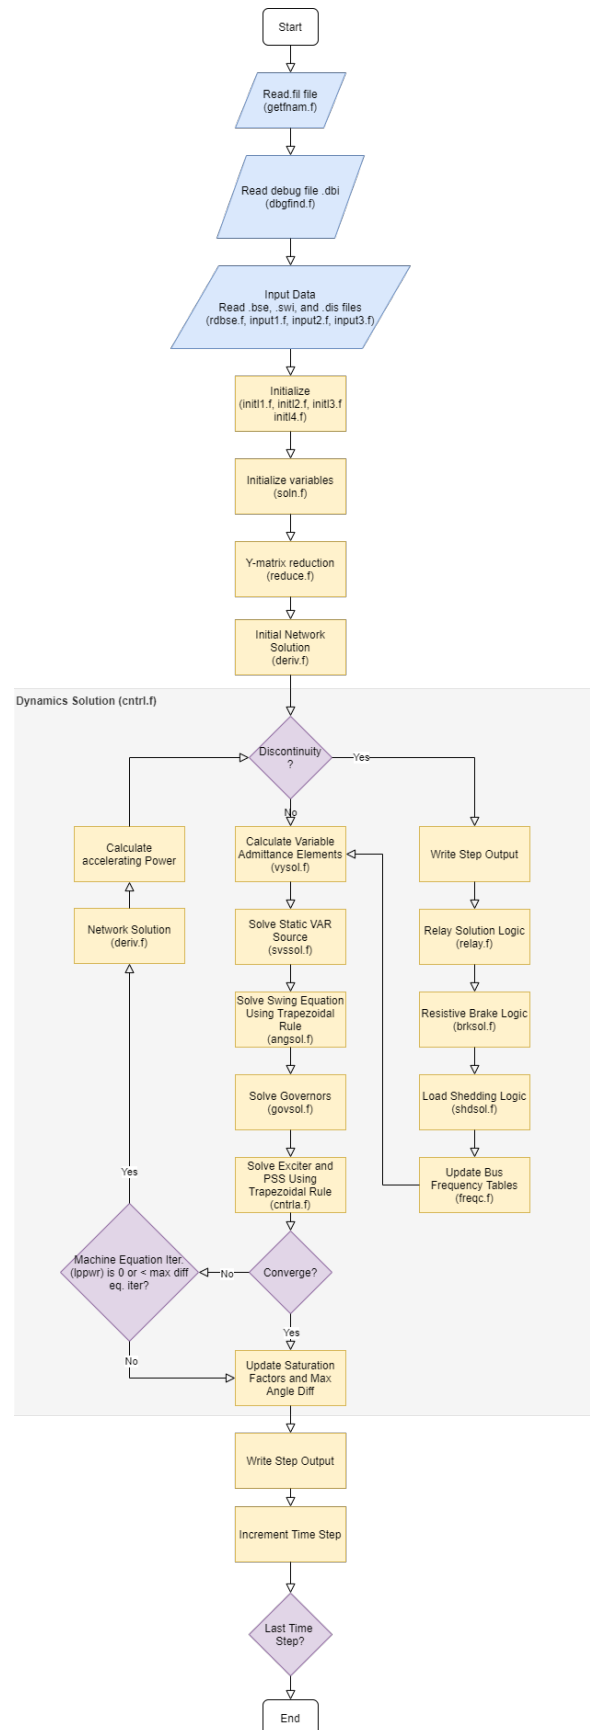 Start
Read.fil file
(getfnam.f)
Read debug file .dbi
(dbgfind.f)
Input Data
Read .bse, .swi, and .dis files
(rdbse.f, input1.f, input2.f, input3.f)
Initialize
(initl1.f, initl2.f, initl3.f
initl4.f)
Initialize variables
(soln.f)
Y-matrix reduction
(reduce.f)
Initial Network
Solution
(deriv.f)
Dynamics Solution (cntrl.f)
Discontinuity
?
Yes
No
Calculate
accelerating Power
Calculate Variable
Admittance Elements
(vysol.f)
Write Step Output
Network Solution
(deriv.f)
Solve Static VAR
Source
(svssol.f)
Relay Solution Logic
(relay.f)
Solve Swing Equation
Using Trapezoidal
Rule
(angsol.f)
Resistive Brake Logic
(brksol.f)
Solve Governors
(govsol.f)
Load Shedding Logic
(shdsol.f)
Solve Exciter and
PSS Using
Trapezoidal Rule
(cntrla.f)
Update Bus
Frequency Tables
(freqc.f)
Yes
Machine Equation Iter.
(lppwr) is 0 or < max diff
eq. iter?
No
Converge?
Yes
No
Update Saturation
Factors and Max
Angle Diff
Write Step Output
Increment Time Step
Last Time
Step?
End